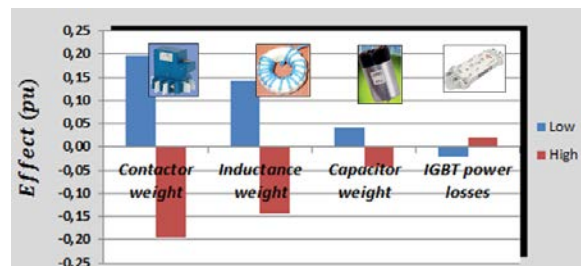 0,25
0,20
0,15
0,10
0,05
0,00
-0,05
-0,10
-0,15
-0,20
-0,25
Effect (pu)
Contactor weight
Inductance weight
Capacitor weight
IGBT power losses
Low
High